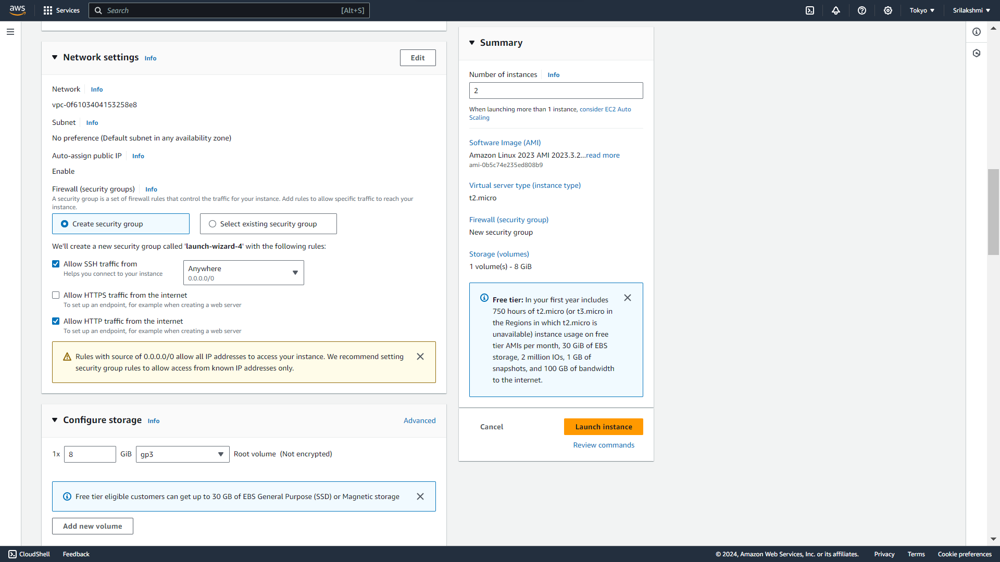 aws
Services
Search
[Alt+S]
Tokyo
Srilakshmi
Network settings Info
Edit
Network Info
vpc-0f6103404153258e8
Subnet Info
No preference (Default subnet in any availability zone)
Auto-assign public IP Info
Enable
Firewall (security groups) Info
A security group is a set of firewall rules that control the traffic for your instance. Add rules to allow specific traffic to reach your
instance.
Create security group
Select existing security group
We'll create a new security group called 'launch-wizard-4' with the following rules:
Allow SSH traffic from
Helps you connect to your instance
Anywhere
0.0.0.0/0
Allow HTTPS traffic from the internet
To set up an endpoint, for example when creating a web server
Allow HTTP traffic from the internet
To set up an endpoint, for example when creating a web server
Rules with source of 0.0.0.0/0 allow all IP addresses to access your instance. We recommend setting
security group rules to allow access from known IP addresses only.
Configure storage Info
Advanced
1x 8 GiB gp3 Root volume (Not encrypted)
Free tier eligible customers can get up to 30 GB of EBS General Purpose (SSD) or Magnetic storage
Add new volume
Summary
Number of instances Info
2
When launching more than 1 instance, consider EC2 Auto
Scaling
Software Image (AMI)
Amazon Linux 2023 AMI 2023.3.2...read more
ami-0b5c74e235ed808b9
Virtual server type (instance type)
t2.micro
Firewall (security group)
New security group
Storage (volumes)
1 volume(s) - 8 GiB
Free tier: In your first year includes
750 hours of t2.micro (or t3.micro in
the Regions in which t2.micro is
unavailable) instance usage on free
tier AMIs per month, 30 GiB of EBS
storage, 2 million IOs, 1 GB of
snapshots, and 100 GB of bandwidth
to the internet.
Cancel
Launch instance
Review commands
CloudShell
Feedback
© 2024, Amazon Web Services, Inc. or its affiliates.
Privacy
Terms
Cookie preferences